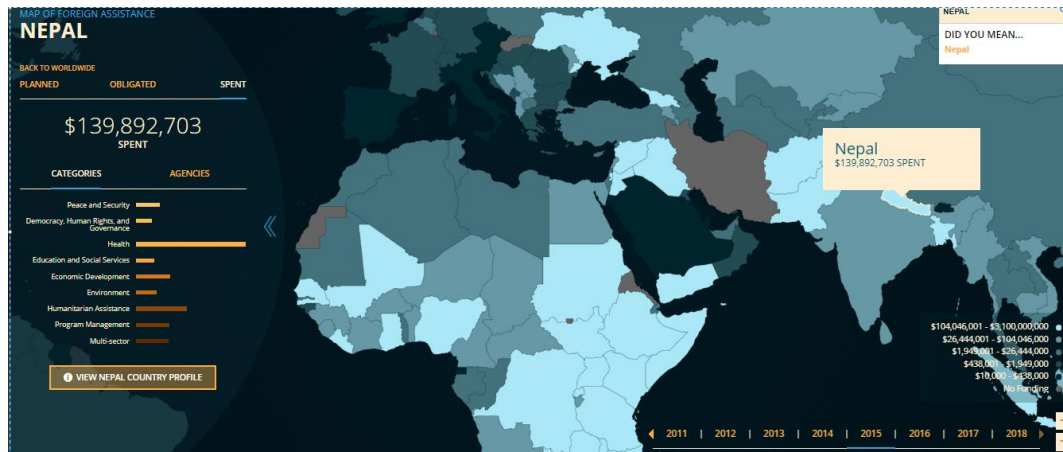 MAP OF FOREIGN ASSISTANCE
NEPAL
BACK TO WORLDWIDE
PLANNED OBLIGATED SPENT
$139,892,703
SPENT
CATEGORIES AGENCIES
Peace and Security
Democracy, Human Rights, and
Governance
Health
Education and Social Services
Economic Development
Environment
Humanitarian Assistance
Program Management
Multi-sector
VIEW NEPAL COUNTRY PROFILE
NEPAL
DID YOU MEAN...
Nepal
Nepal
$139,892,703 SPENT
$104,046,001 - $3,100,000,000
$26,444,001 - $104,046,000
$1,949,001 - $26,444,000
$438,001 - $1,949,000
$10,000 - $438,000
No Funding
2011 | 2012 | 2013 | 2014 | 2015 | 2016 | 2017 | 2018